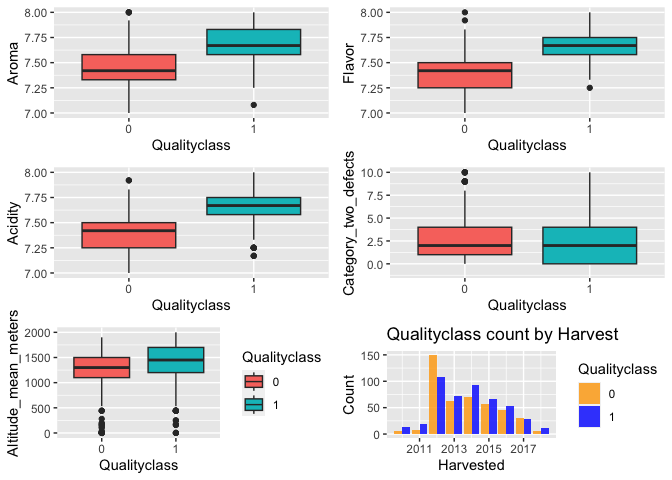 Aroma
8.00
7.75
7.50
7.25
7.00
0 1
Qualityclass
Flavor
8.00
7.75
7.50
7.25
7.00
0 1
Qualityclass
Acidity
8.00
7.75
7.50
7.25
7.00
0 1
Qualityclass
Category_two_defects
10.0
7.5
5.0
2.5
0.0
0 1
Qualityclass
Altitude_mean_meters
2000
1500
1000
500
0
0 1
Qualityclass
Qualityclass
0
1
Qualityclass count by Harvest
Count
150
100
50
0
2011 2013 2015 2017
Harvested
Qualityclass
0
1